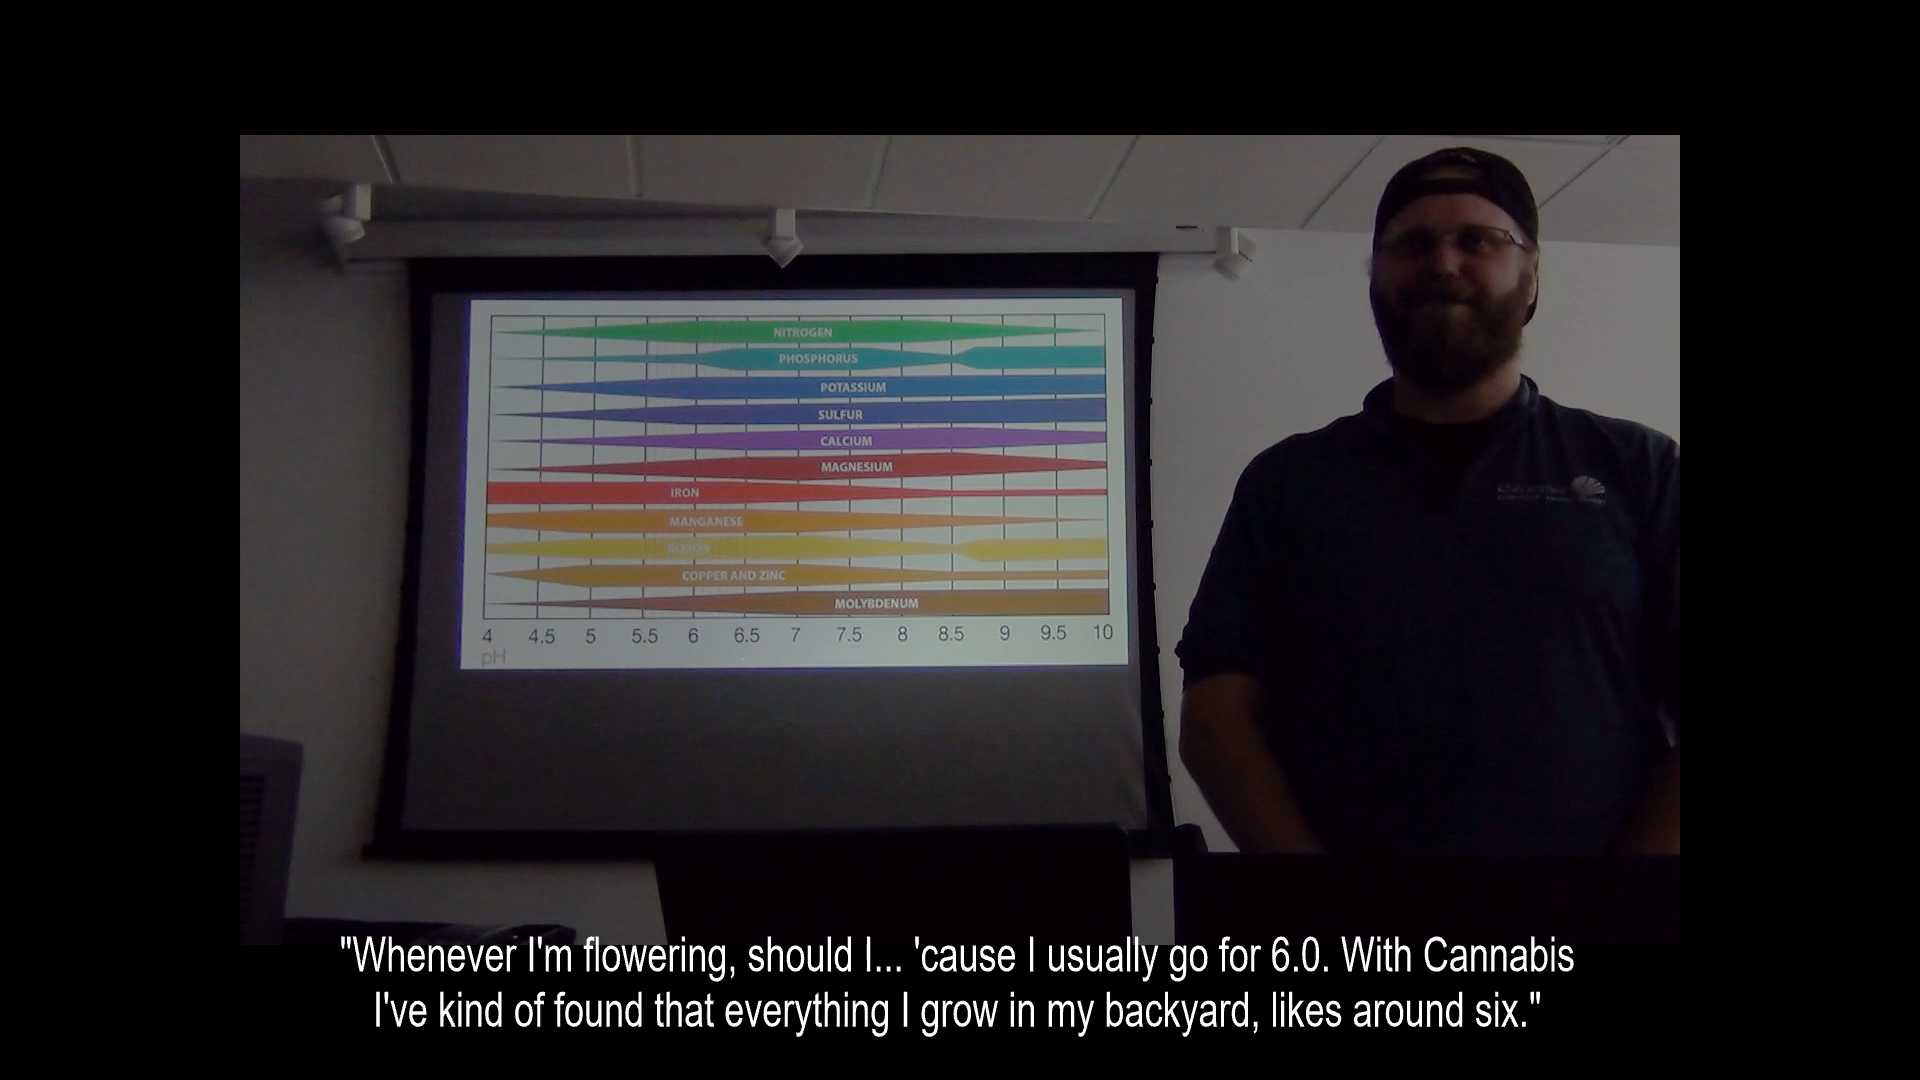 NITROGEN
PHOSPHORUS
POTASSIUM
SULFUR
CALCIUM
MAGNESIUM
IRON
MANGANESE
BORON
COPPER AND ZINC
MOLYBDENUM
4 4.5 5 5.5 6 6.5 7 7.5 8 8.5 9 9.5 10
pH
"Whenever I'm flowering, should I... 'cause I usually go for 6.0. With Cannabis
I've kind of found that everything I grow in my backyard, likes around six."